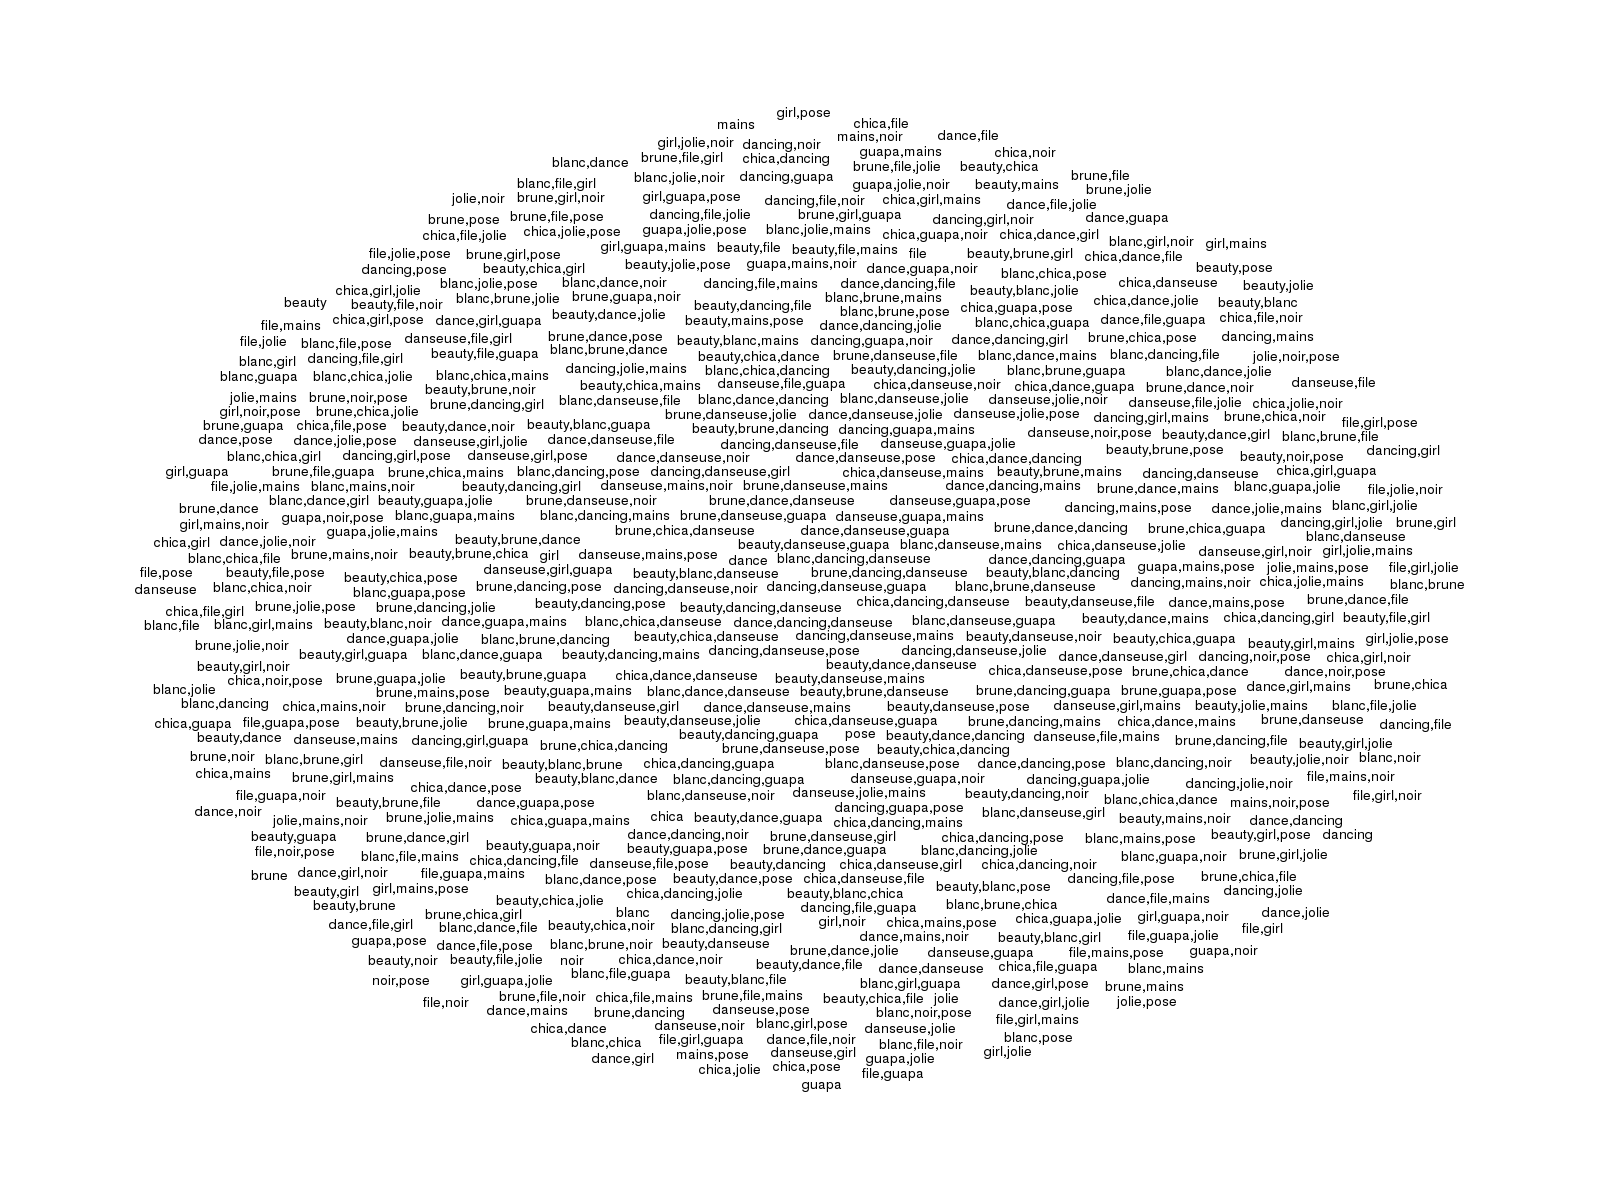 girl,pose
mains chica,file
girl,jolie,noir dancing,noir mains,noir dance,file
blanc,dance brune,file,girl chica,dancing guapa,mains chica,noir
brune,file,jolie beauty,chica
blanc,file,girl blanc,jolie,noir dancing,guapa guapa,jolie,noir beauty,mains brune,file
brune,jolie
jolie,noir brune,girl,noir girl,guapa,pose dancing,file,noir chica,girl,mains dance,file,jolie
brune,pose brune,file,pose dancing,file,jolie brune,girl,guapa dancing,girl,noir dance,guapa
chica,file,jolie chica,jolie,pose guapa,jolie,pose blanc,jolie,mains chica,guapa,noir chica,dance,girl blanc,girl,noir girl,mains
file,jolie,pose brune,girl,pose girl,guapa,mains beauty,file beauty,file,mains file beauty,brune,girl chica,dance,file
dancing,pose beauty,chica,girl beauty,jolie,pose guapa,mains,noir dance,guapa,noir blanc,chica,pose beauty,pose
chica,girl,jolie blanc,jolie,pose blanc,dance,noir dancing,file,mains dance,dancing,file beauty,blanc,jolie chica,danseuse beauty,jolie
beauty beauty,file,noir blanc,brune,jolie brune,guapa,noir beauty,dancing,file blanc,brune,mains chica,guapa,pose chica,dance,jolie beauty,blanc
file,mains chica,girl,pose dance,girl,guapa beauty,dance,jolie beauty,mains,pose blanc,brune,pose dance,dancing,jolie blanc,chica,guapa dance,file,guapa chica,file,noir
file,jolie blanc,file,pose danseuse,file,girl brune,dance,pose beauty,blanc,mains dancing,guapa,noir dance,dancing,girl brune,chica,pose dancing,mains
blanc,girl dancing,file,girl beauty,file,guapa blanc,brune,dance beauty,chica,dance brune,danseuse,file blanc,dance,mains blanc,dancing,file jolie,noir,pose
blanc,guapa blanc,chica,jolie blanc,chica,mains dancing,jolie,mains blanc,chica,dancing beauty,dancing,jolie blanc,brune,guapa blanc,dance,jolie
beauty,brune,noir beauty,chica,mains danseuse,file,guapa chica,danseuse,noir chica,dance,guapa brune,dance,noir danseuse,file
jolie,mains brune,noir,pose brune,dancing,girl blanc,danseuse,file blanc,dance,dancing blanc,danseuse,jolie danseuse,jolie,noir danseuse,file,jolie chica,jolie,noir
girl,noir,pose brune,chica,jolie brune,danseuse,jolie dance,danseuse,jolie danseuse,jolie,pose dancing,girl,mains brune,chica,noir file,girl,pose
brune,guapa chica,file,pose beauty,dance,noir beauty,blanc,guapa beauty,brune,dancing dancing,guapa,mains danseuse,noir,pose beauty,dance,girl blanc,brune,file
dance,pose dance,jolie,pose danseuse,girl,jolie dance,danseuse,file dancing,danseuse,file danseuse,guapa,jolie beauty,brune,pose dancing,girl
blanc,chica,girl dancing,girl,pose danseuse,girl,pose dance,danseuse,noir dance,danseuse,pose chica,dance,dancing beauty,noir,pose
girl,guapa brune,file,guapa brune,chica,mains blanc,dancing,pose dancing,danseuse,girl chica,danseuse,mains beauty,brune,mains dancing,danseuse chica,girl,guapa
file,jolie,mains blanc,mains,noir beauty,dancing,girl danseuse,mains,noir brune,danseuse,mains dance,dancing,mains brune,dance,mains blanc,guapa,jolie file,jolie,noir
brune,dance blanc,dance,girl beauty,guapa,jolie brune,danseuse,noir brune,dance,danseuse danseuse,guapa,pose dancing,mains,pose dance,jolie,mains blanc,girl,jolie
girl,mains,noir guapa,noir,pose blanc,guapa,mains blanc,dancing,mains brune,danseuse,guapa danseuse,guapa,mains brune,dance,dancing brune,chica,guapa dancing,girl,jolie brune,girl
chica,girl dance,jolie,noir guapa,jolie,mains beauty,brune,dance brune,chica,danseuse dance,danseuse,guapa blanc,danseuse
beauty,danseuse,guapa blanc,danseuse,mains chica,danseuse,jolie danseuse,girl,noir girl,jolie,mains
blanc,chica,file brune,mains,noir beauty,brune,chica girl danseuse,mains,pose dance blanc,dancing,danseuse dance,dancing,guapa
file,pose beauty,file,pose beauty,chica,pose danseuse,girl,guapa beauty,blanc,danseuse brune,dancing,danseuse beauty,blanc,dancing guapa,mains,pose jolie,mains,pose file,girl,jolie
danseuse blanc,chica,noir blanc,guapa,pose brune,dancing,pose dancing,danseuse,noir dancing,danseuse,guapa blanc,brune,danseuse dancing,mains,noir chica,jolie,mains blanc,brune
chica,file,girl brune,jolie,pose brune,dancing,jolie beauty,dancing,pose beauty,dancing,danseuse chica,dancing,danseuse beauty,danseuse,file dance,mains,pose brune,dance,file
blanc,file blanc,girl,mains beauty,blanc,noir dance,guapa,mains blanc,chica,danseuse dance,dancing,danseuse blanc,danseuse,guapa beauty,dance,mains chica,dancing,girl beauty,file,girl
brune,jolie,noir dance,guapa,jolie blanc,brune,dancing beauty,chica,danseuse dancing,danseuse,mains beauty,danseuse,noir beauty,chica,guapa beauty,girl,mains girl,jolie,pose
beauty,girl,guapa blanc,dance,guapa beauty,dancing,mains dancing,danseuse,pose dancing,danseuse,jolie dance,danseuse,girl dancing,noir,pose chica,girl,noir
beauty,girl,noir beauty,dance,danseuse
chica,noir,pose brune,guapa,jolie beauty,brune,guapa chica,dance,danseuse beauty,danseuse,mains chica,danseuse,pose brune,chica,dance dance,noir,pose
blanc,jolie brune,mains,pose beauty,guapa,mains blanc,dance,danseuse beauty,brune,danseuse brune,dancing,guapa brune,guapa,pose dance,girl,mains brune,chica
blanc,dancing chica,mains,noir brune,dancing,noir beauty,danseuse,girl dance,danseuse,mains beauty,danseuse,pose danseuse,girl,mains beauty,jolie,mains blanc,file,jolie
chica,guapa file,guapa,pose beauty,brune,jolie brune,guapa,mains beauty,danseuse,jolie chica,danseuse,guapa brune,dancing,mains chica,dance,mains brune,danseuse dancing,file
beauty,dance danseuse,mains dancing,girl,guapa brune,chica,dancing beauty,dancing,guapa pose beauty,dance,dancing danseuse,file,mains brune,dancing,file beauty,girl,jolie
brune,danseuse,pose beauty,chica,dancing
brune,noir blanc,brune,girl danseuse,file,noir beauty,blanc,brune chica,dancing,guapa blanc,danseuse,pose dance,dancing,pose blanc,dancing,noir beauty,jolie,noir blanc,noir
chica,mains brune,girl,mains beauty,blanc,dance blanc,dancing,guapa danseuse,guapa,noir dancing,guapa,jolie dancing,jolie,noir file,mains,noir
file,guapa,noir beauty,brune,file chica,dance,pose dance,guapa,pose blanc,danseuse,noir danseuse,jolie,mains beauty,dancing,noir blanc,chica,dance mains,noir,pose file,girl,noir
dance,noir jolie,mains,noir brune,jolie,mains chica,guapa,mains chica beauty,dance,guapa dancing,guapa,pose chica,dancing,mains blanc,danseuse,girl beauty,mains,noir dance,dancing
beauty,guapa brune,dance,girl beauty,guapa,noir dance,dancing,noir brune,danseuse,girl chica,dancing,pose blanc,mains,pose beauty,girl,pose dancing
file,noir,pose blanc,file,mains chica,dancing,file beauty,guapa,pose brune,dance,guapa blanc,dancing,jolie blanc,guapa,noir brune,girl,jolie
brune dance,girl,noir file,guapa,mains danseuse,file,pose beauty,dancing chica,danseuse,girl chica,dancing,noir
blanc,dance,pose beauty,dance,pose chica,danseuse,file beauty,blanc,pose dancing,file,pose brune,chica,file
beauty,girl girl,mains,pose beauty,chica,jolie chica,dancing,jolie beauty,blanc,chica dance,file,mains dancing,jolie
beauty,brune brune,chica,girl blanc dancing,jolie,pose dancing,file,guapa blanc,brune,chica chica,guapa,jolie girl,guapa,noir dance,jolie
dance,file,girl blanc,dance,file beauty,chica,noir blanc,dancing,girl girl,noir chica,mains,pose file,girl
guapa,pose dance,file,pose blanc,brune,noir beauty,danseuse dance,mains,noir beauty,blanc,girl file,guapa,jolie
beauty,noir beauty,file,jolie noir chica,dance,noir brune,dance,jolie danseuse,guapa file,mains,pose guapa,noir
beauty,dance,file dance,danseuse chica,file,guapa blanc,mains
noir,pose girl,guapa,jolie blanc,file,guapa beauty,blanc,file blanc,girl,guapa dance,girl,pose brune,mains
file,noir brune,file,noir chica,file,mains brune,file,mains beauty,chica,file jolie dance,girl,jolie jolie,pose
dance,mains brune,dancing danseuse,pose blanc,noir,pose file,girl,mains
chica,dance danseuse,noir blanc,girl,pose danseuse,jolie
blanc,chica file,girl,guapa dance,file,noir blanc,file,noir blanc,pose
dance,girl mains,pose danseuse,girl guapa,jolie girl,jolie
chica,jolie chica,pose file,guapa
guapa